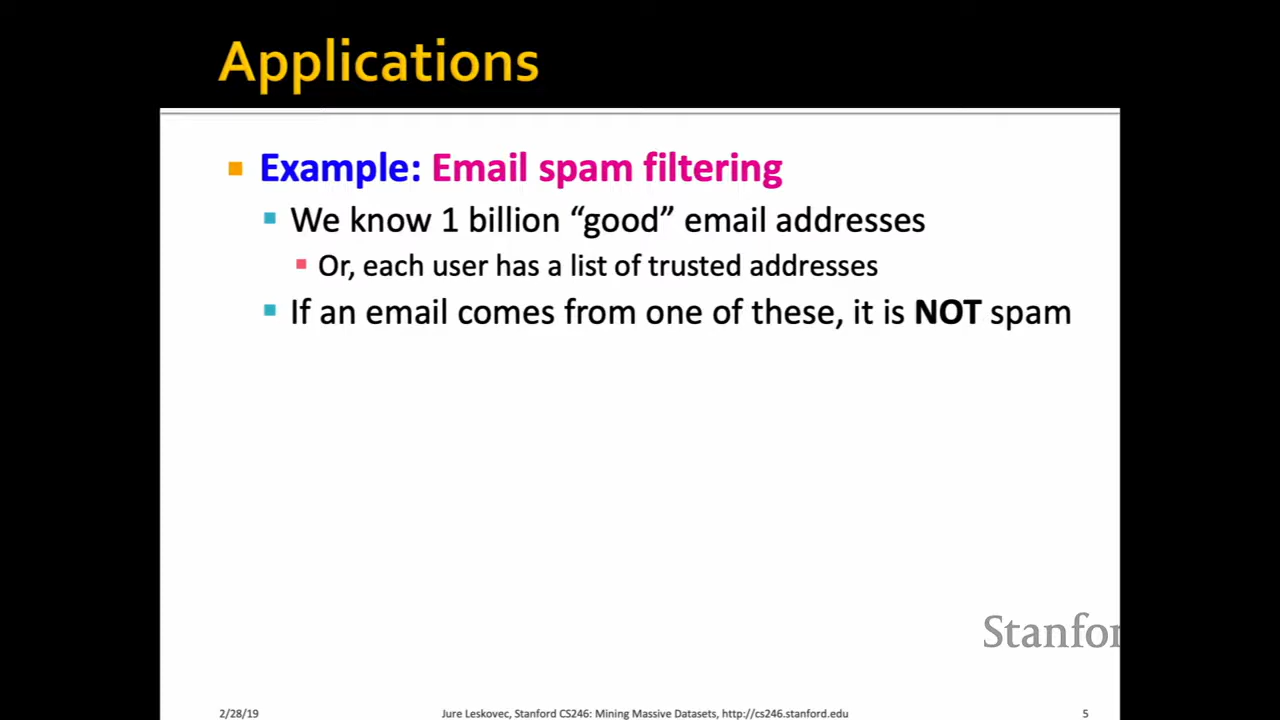 Applications
Example: Email spam filtering
We know 1 billion “good” email addresses
Or, each user has a list of trusted addresses
If an email comes from one of these, it is NOT spam
Stanfor
2/28/19
Jure Leskovec, Stanford CS246: Mining Massive Datasets, http://cs246.stanford.edu
5